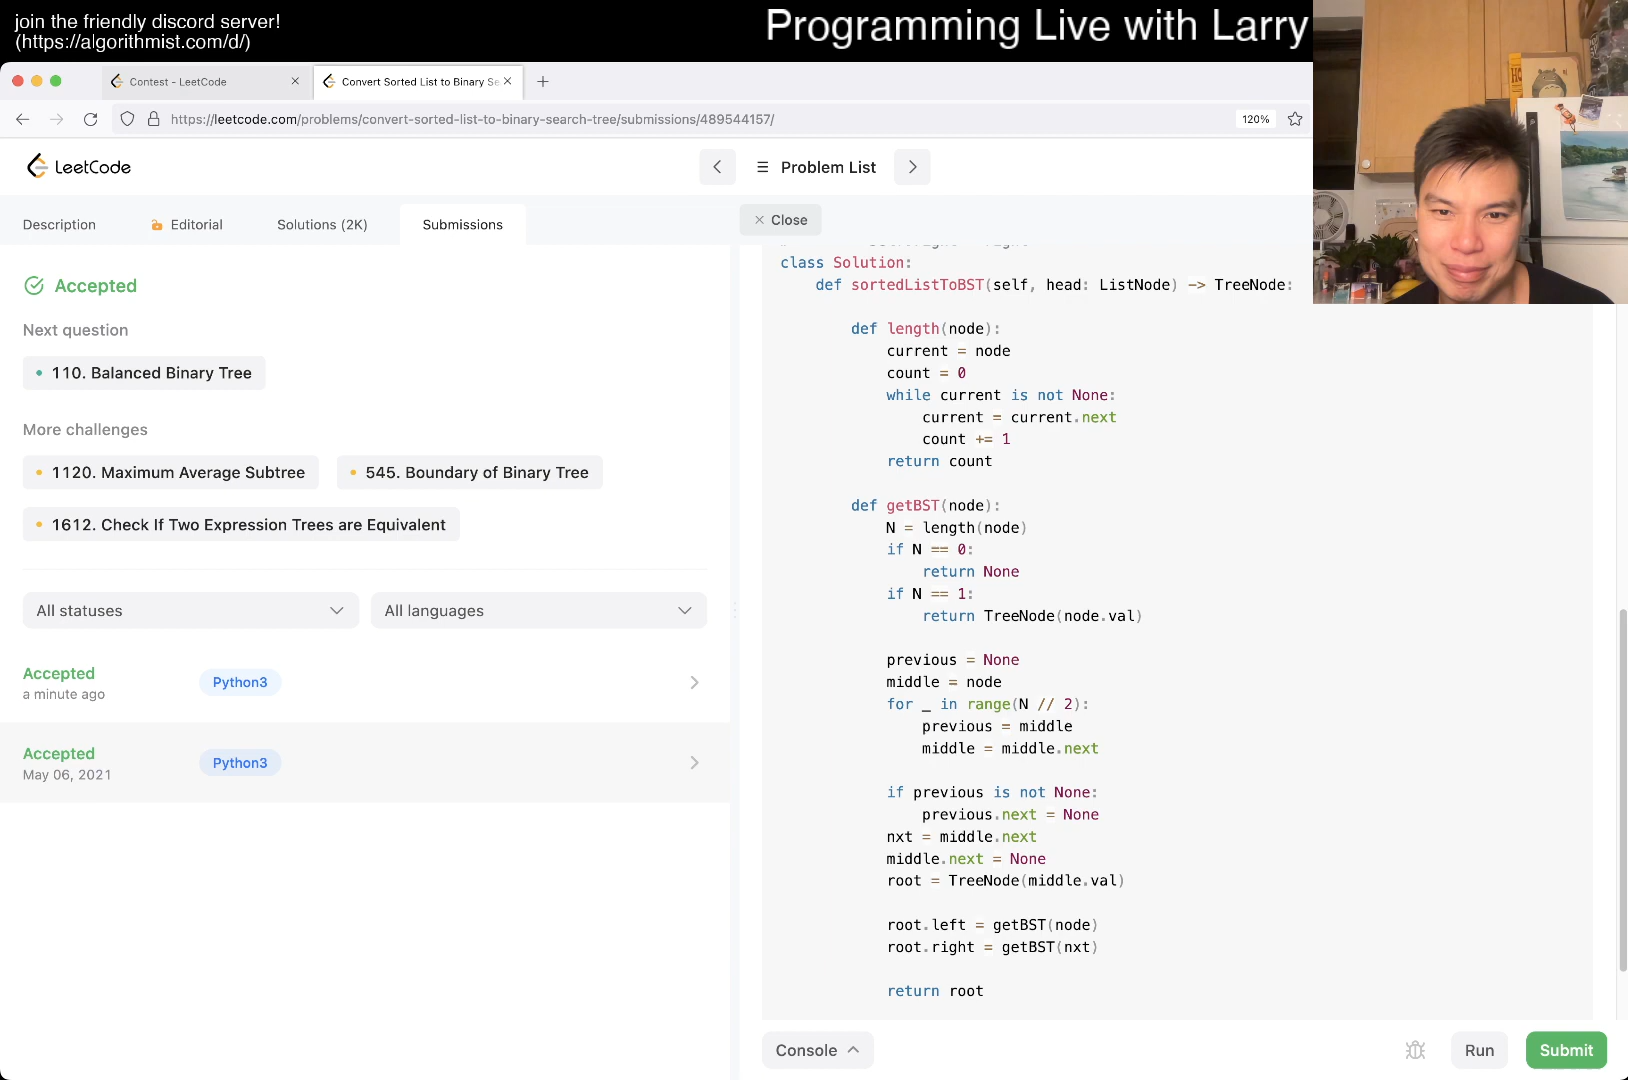 join the friendly discord server!
(https://algorithmist.com/d/)
Programming Live with Larry
Contest - LeetCode
Convert Sorted List to Binary Se
https://leetcode.com/problems/convert-sorted-list-to-binary-search-tree/submissions/489544157/
120%
LeetCode
Problem List
Description
Editorial
Solutions (2K)
Submissions
Close
Accepted
Next question
110. Balanced Binary Tree
More challenges
1120. Maximum Average Subtree
545. Boundary of Binary Tree
1612. Check If Two Expression Trees are Equivalent
All statuses
All languages
Accepted
a minute ago
Python3
Accepted
May 06, 2021
Python3
class Solution:
def sortedListToBST(self, head: ListNode) -> TreeNode:
def length(node):
current = node
count = 0
while current is not None:
current = current.next
count += 1
return count
def getBST(node):
N = length(node)
if N == 0:
return None
if N == 1:
return TreeNode(node.val)
previous = None
middle = node
for _ in range(N // 2):
previous = middle
middle = middle.next
if previous is not None:
previous.next = None
nxt = middle.next
middle.next = None
root = TreeNode(middle.val)
root.left = getBST(node)
root.right = getBST(nxt)
return root
Console
Run
Submit